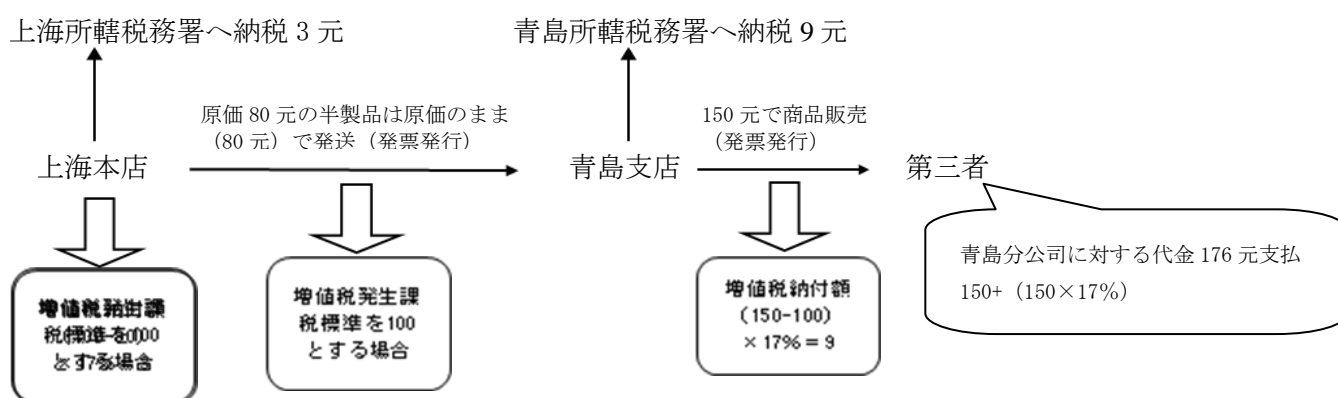 上海所轄税務署へ納税 3 元
青島所轄税務署へ納税 9 元
原価 80 元の半製品は原価のまま
（80 元）で発送（発票発行）
150 元で商品販売
（発票発行）
上海本店
青島支店
第三者
増値税発生課
税標準を100
とする場合
増値税納付額
(150-100)
×17%＝9
青島分公司に対する代金 176 元支払
150+（150×17%）